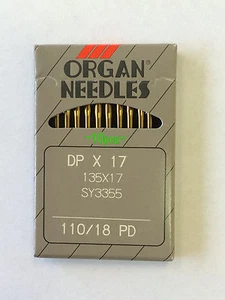 ORGAN®
NEEDLES
DP X 17
135X17
SY3355
110/18 PD